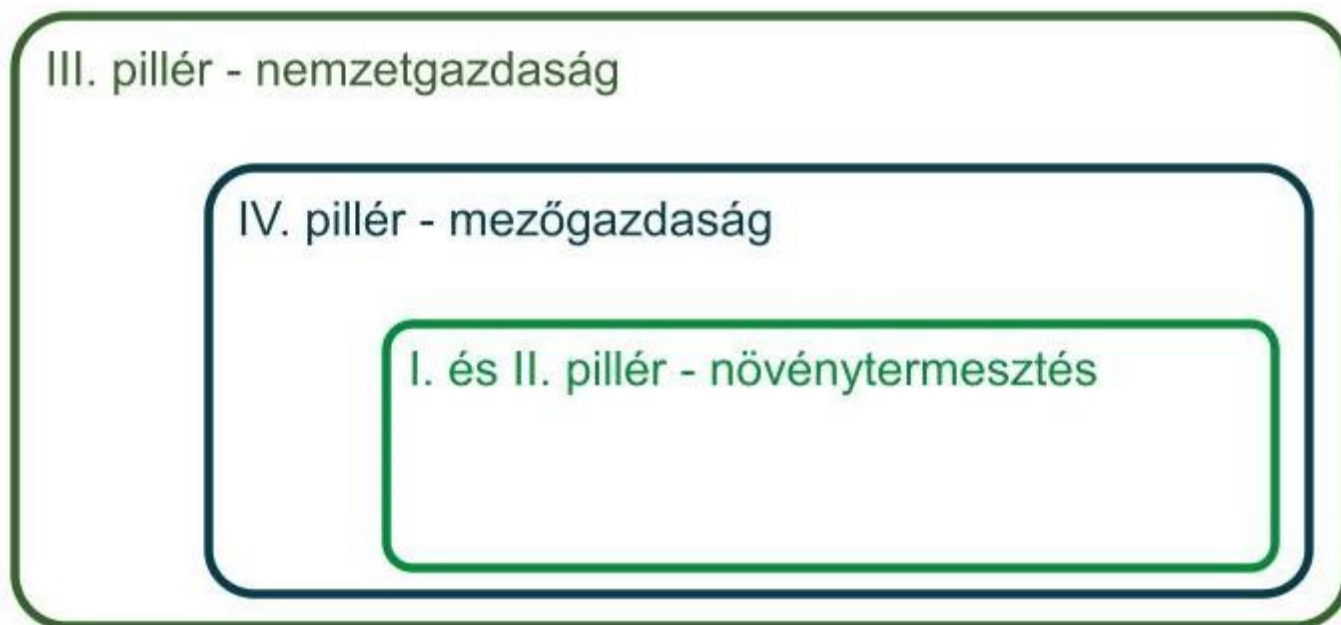 III. pillér - nemzetgazdaság
IV. pillér - mezőgazdaság
I. és II. pillér - növénytermesztés